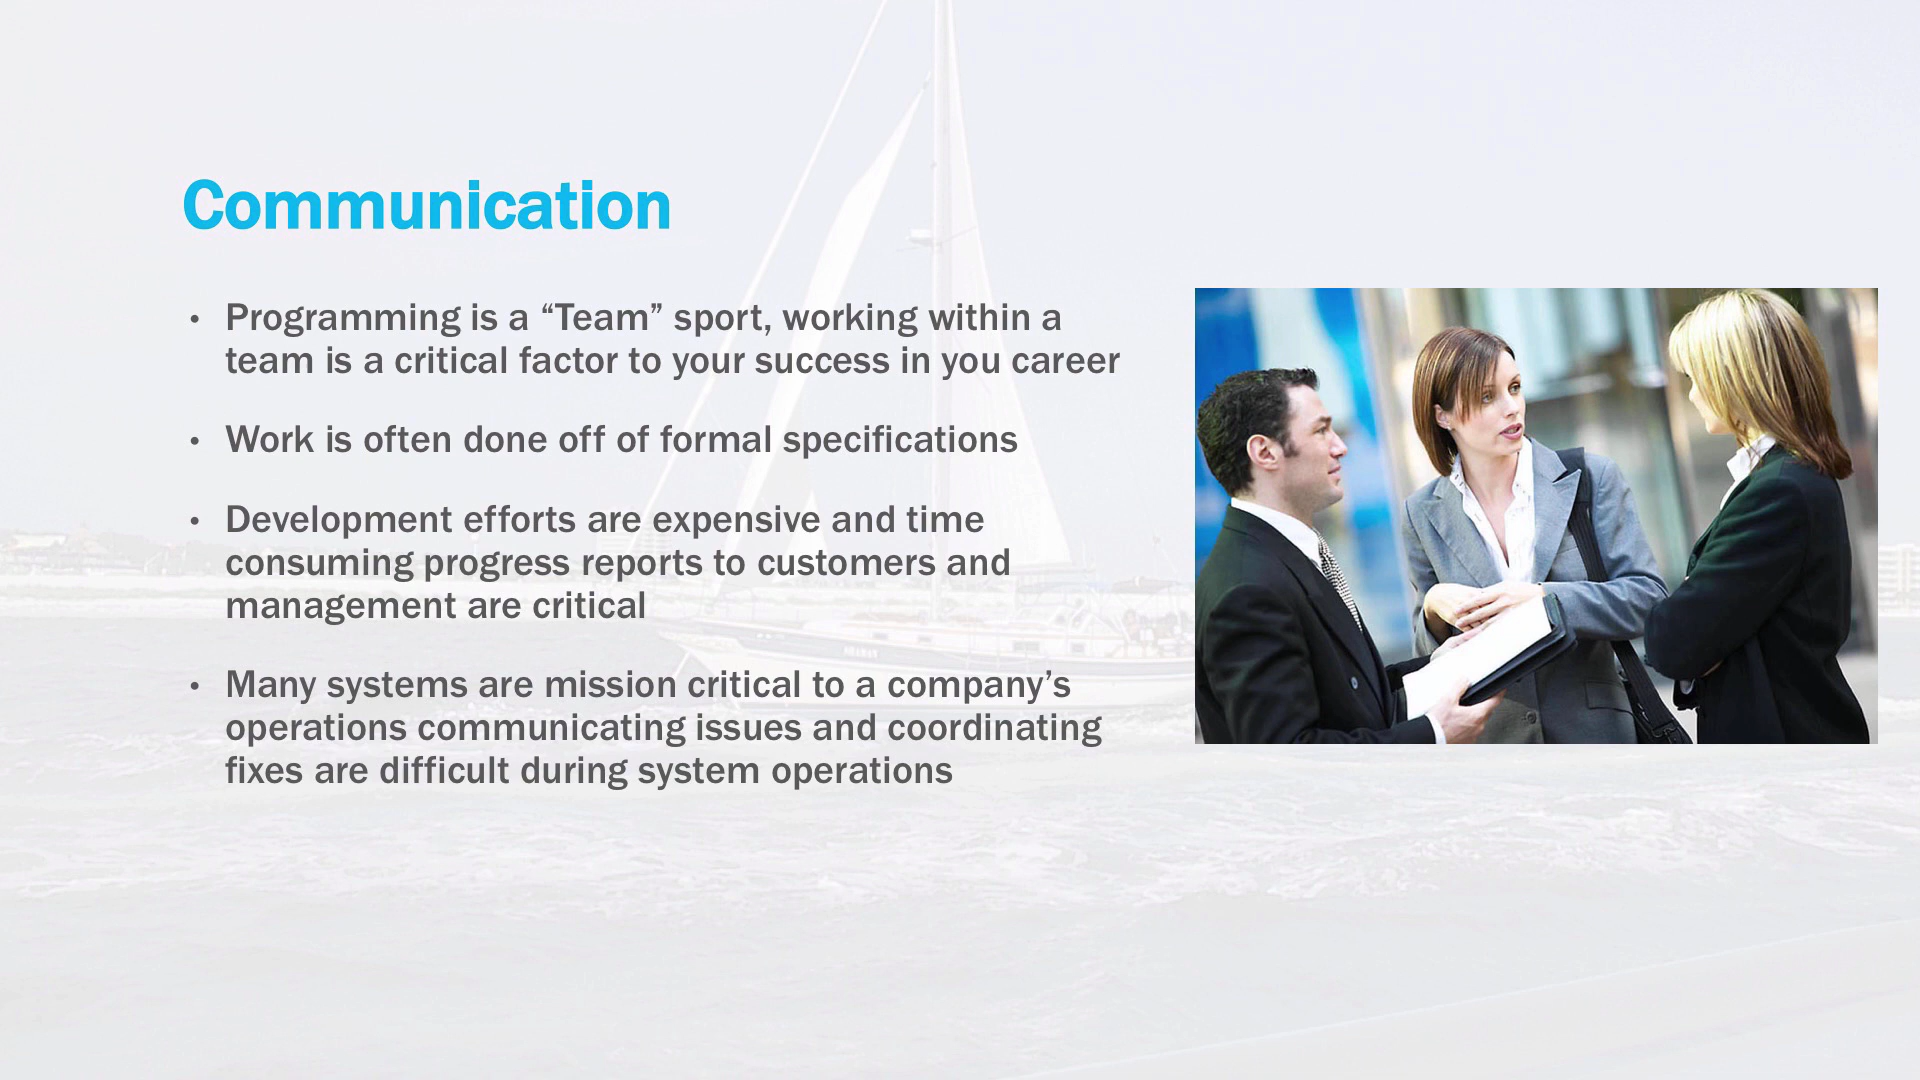 Communication
• Programming is a “Team” sport, working within a
team is a critical factor to your success in you career
• Work is often done off of formal specifications
• Development efforts are expensive and time
consuming progress reports to customers and
management are critical
• Many systems are mission critical to a company’s
operations communicating issues and coordinating
fixes are difficult during system operations